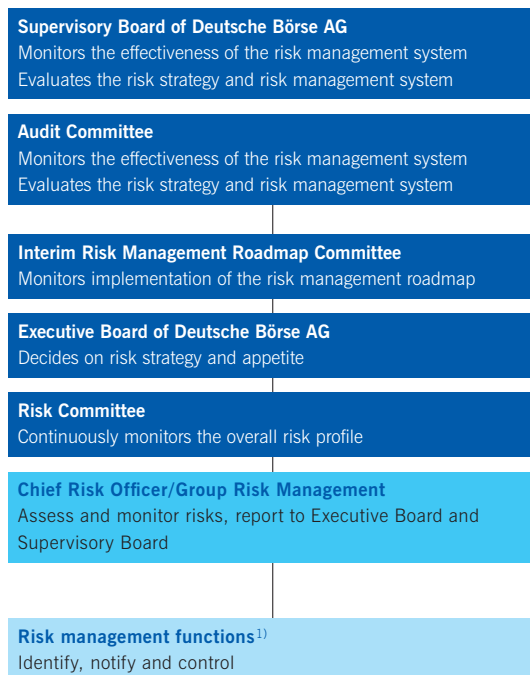 Supervisory Board of Deutsche Börse AG
Monitors the effectiveness of the risk management system
Evaluates the risk strategy and risk management system
Audit Committee
Monitors the effectiveness of the risk management system
Evaluates the risk strategy and risk management system
Interim Risk Management Roadmap Committee
Monitors implementation of the risk management roadmap
Executive Board of Deutsche Börse AG
Decides on risk strategy and appetite
Risk Committee
Continuously monitors the overall risk profile
Chief Risk Officer/Group Risk Management
Assess and monitor risks, report to Executive Board and
Supervisory Board
Risk management functions1)
Identify, notify and control